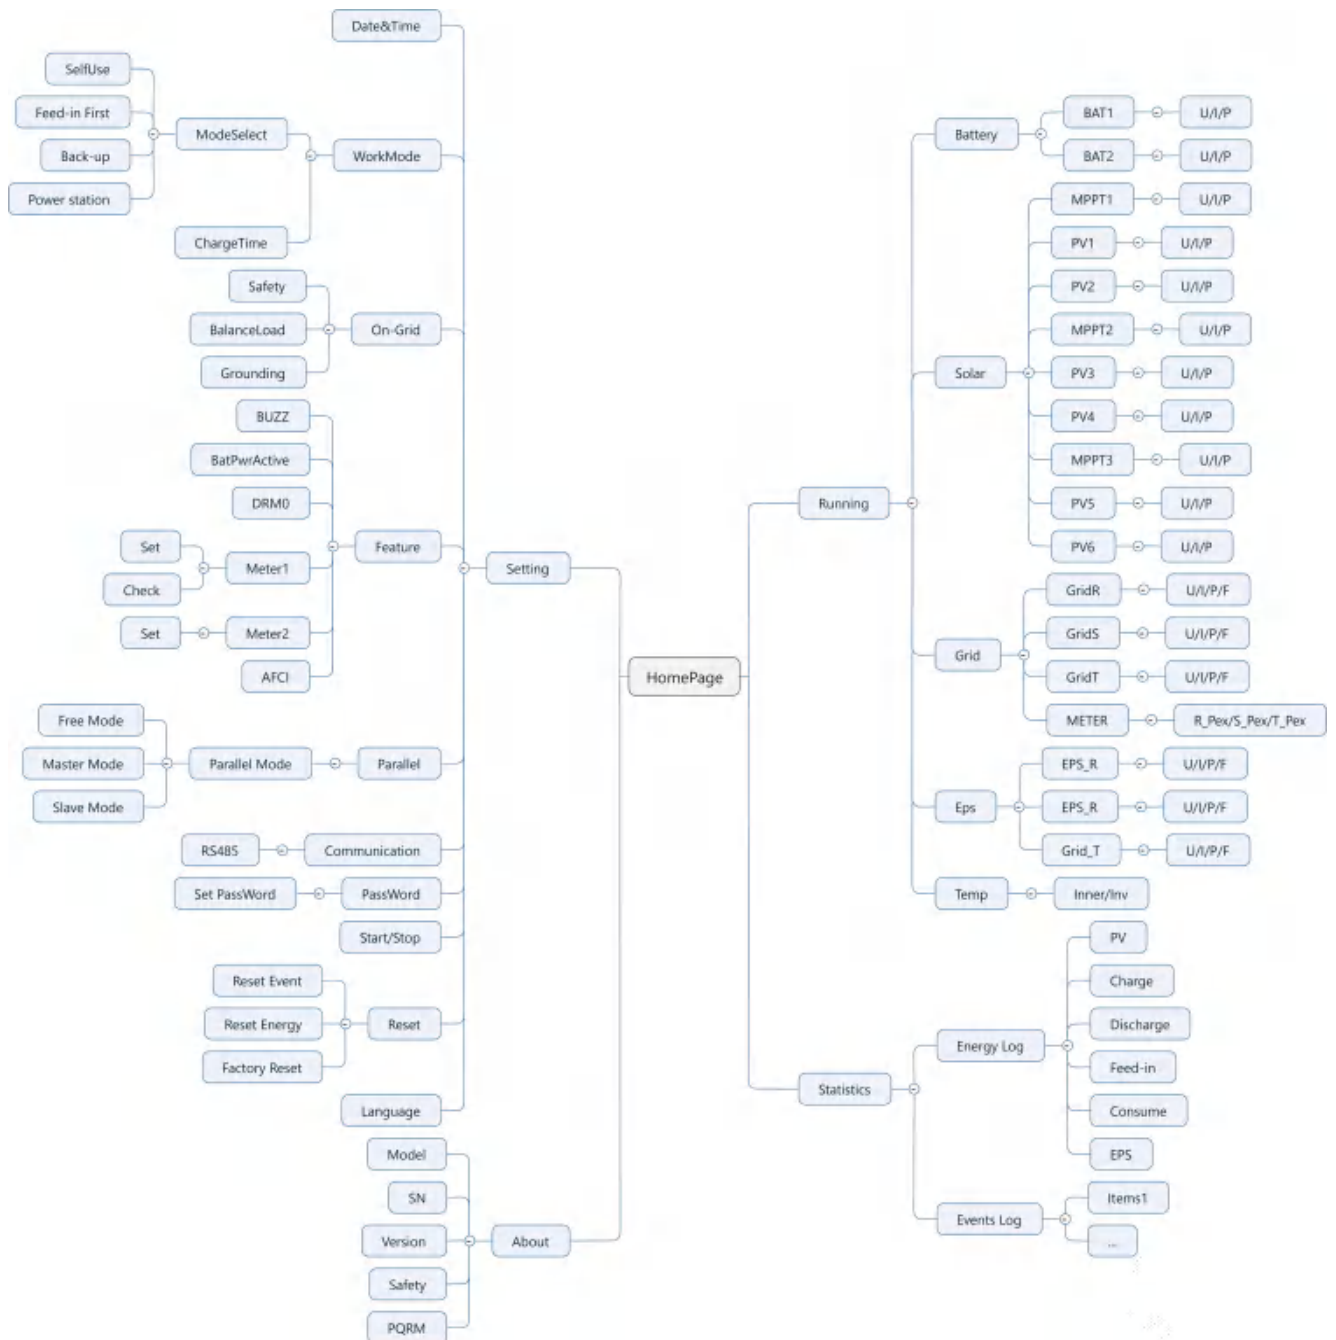 Date&Time
SelfUse
Feed-in First
Back-up
Power station
ModeSelect
WorkMode
ChargeTime
Safety
BalanceLoad
Grounding
On-Grid
BUZZ
BatPwrActive
DRM0
Set
Check
Meter1
Feature
Set
Meter2
AFCI
Setting
Free Mode
Master Mode
Slave Mode
Parallel Mode
Parallel
RS485
Communication
Set PassWord
PassWord
Start/Stop
Reset Event
Reset Energy
Factory Reset
Reset
Language
Model
SN
Version
Safety
PQRM
About
HomePage
Running
Battery
BAT1
U/I/P
BAT2
U/I/P
Solar
MPPT1
U/I/P
PV1
U/I/P
PV2
U/I/P
MPPT2
U/I/P
PV3
U/I/P
PV4
U/I/P
MPPT3
U/I/P
PV5
U/I/P
PV6
U/I/P
Grid
GridR
U/I/P/F
GridS
U/I/P/F
GridT
U/I/P/F
METER
R_Pex/S_Pex/T_Pex
Eps
EPS_R
U/I/P/F
EPS_R
U/I/P/F
Grid_T
U/I/P/F
Temp
Inner/Inv
Statistics
Energy Log
PV
Charge
Discharge
Feed-in
Consume
EPS
Events Log
Items1
...